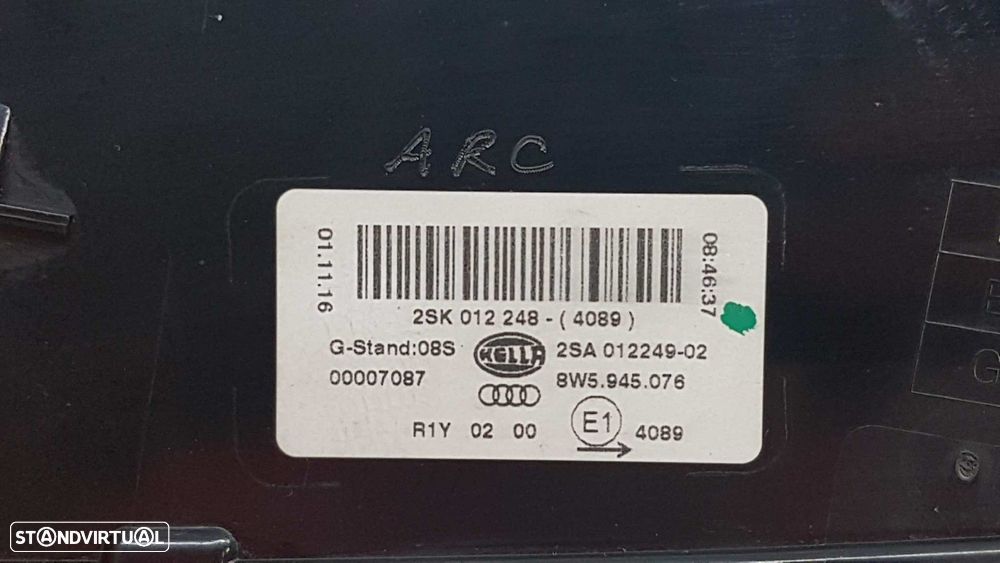 ARC
01.11.16
08:46:37
2SK 012 248 - ( 4089 )
G-Stand:08S
HELLA
2SA 012249-02
00007087
8W5.945.076
R1Y 02 00
E1
4089
G
STANDVIRTUAL